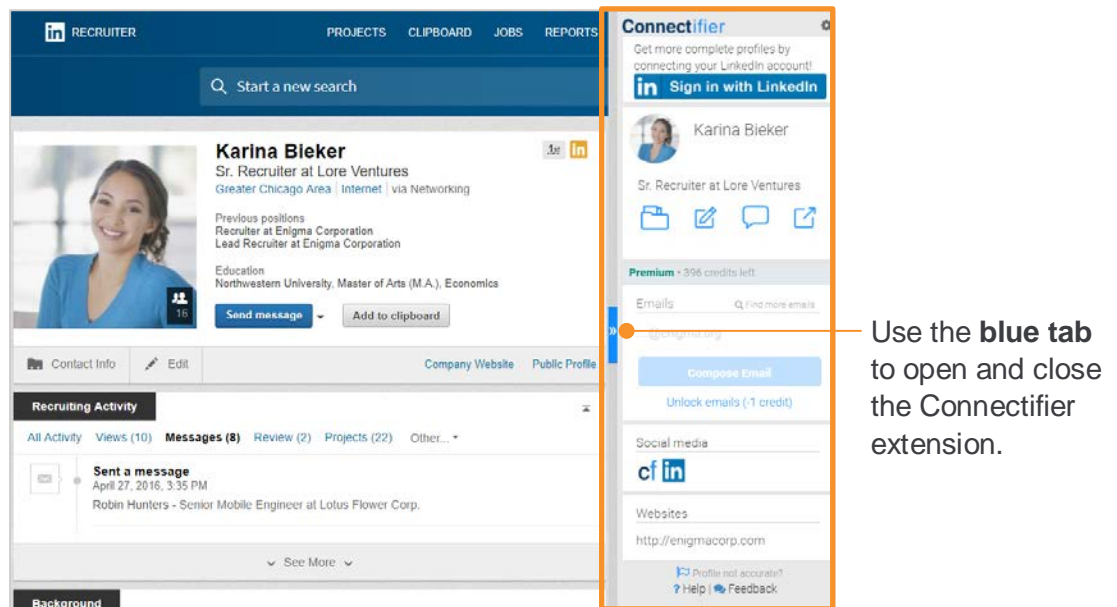 in RECRUITER
PROJECTS CLIPBOARD JOBS REPORTS
Start a new search
Karina Bieker
1st in
Sr. Recruiter at Lore Ventures
Greater Chicago Area | Internet | via Networking
Previous positions
Recruiter at Enigma Corporation
Lead Recruiter at Enigma Corporation
Education
Northwestern University, Master of Arts (M.A.), Economics
16
Send message
Add to clipboard
Contact Info
Edit
Company Website
Public Profile
Recruiting Activity
All Activity Views (10) Messages (8) Review (2) Projects (22) Other...
Sent a message
April 27, 2016, 3:35 PM
Robin Hunters - Senior Mobile Engineer at Lotus Flower Corp.
See More
Background
Connectifier
Get more complete profiles by
connecting your LinkedIn account!
in Sign in with LinkedIn
Karina Bieker
Sr. Recruiter at Lore Ventures
Premium • 396 credits left
Emails
Find more emails
@enigma.org
Compose Email
Unlock emails (-1 credit)
Social media
cf in
Websites
http://enigmacorp.com
Profile not accurate?
? Help | Feedback
Use the blue tab
to open and close
the Connectifier
extension.